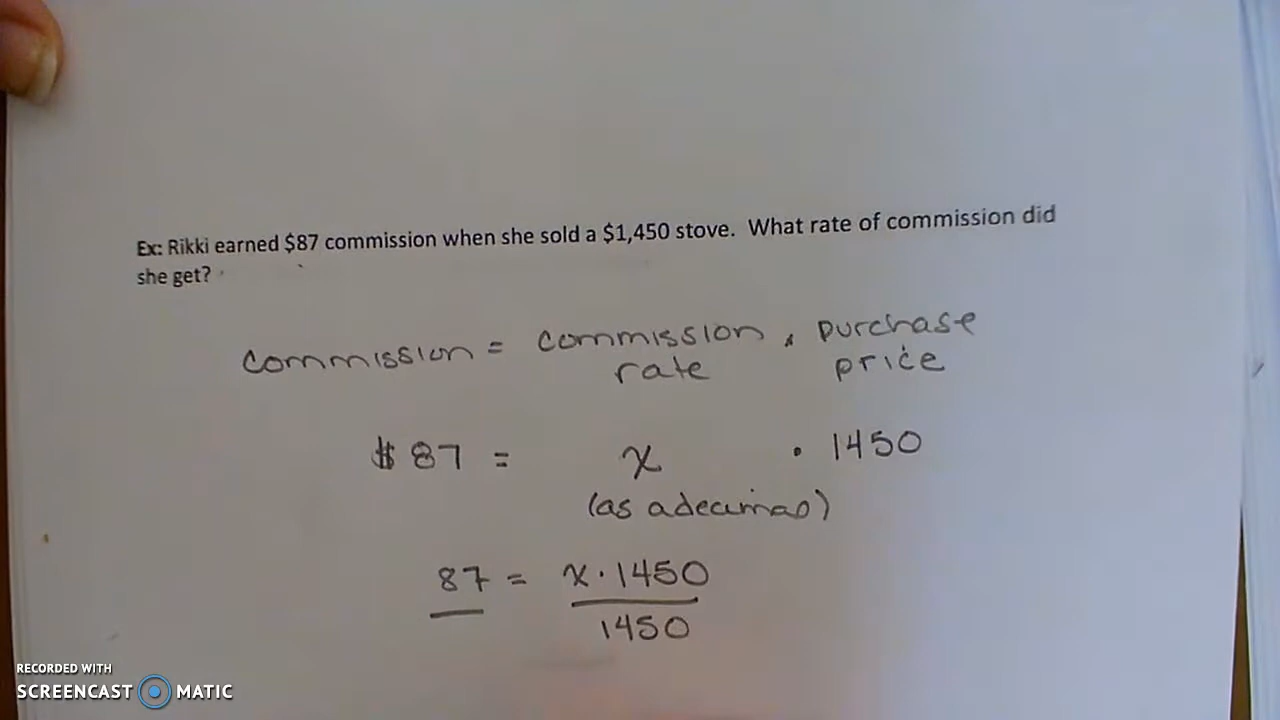 Ex: Rikki earned $87 commission when she sold a $1,450 stove. What rate of commission did
she get?
commission = commission · purchase
rate price
$87 = x · 1450
(as a decimal)
87 = x · 1450
1450
RECORDED WITH
SCREENCAST MATIC